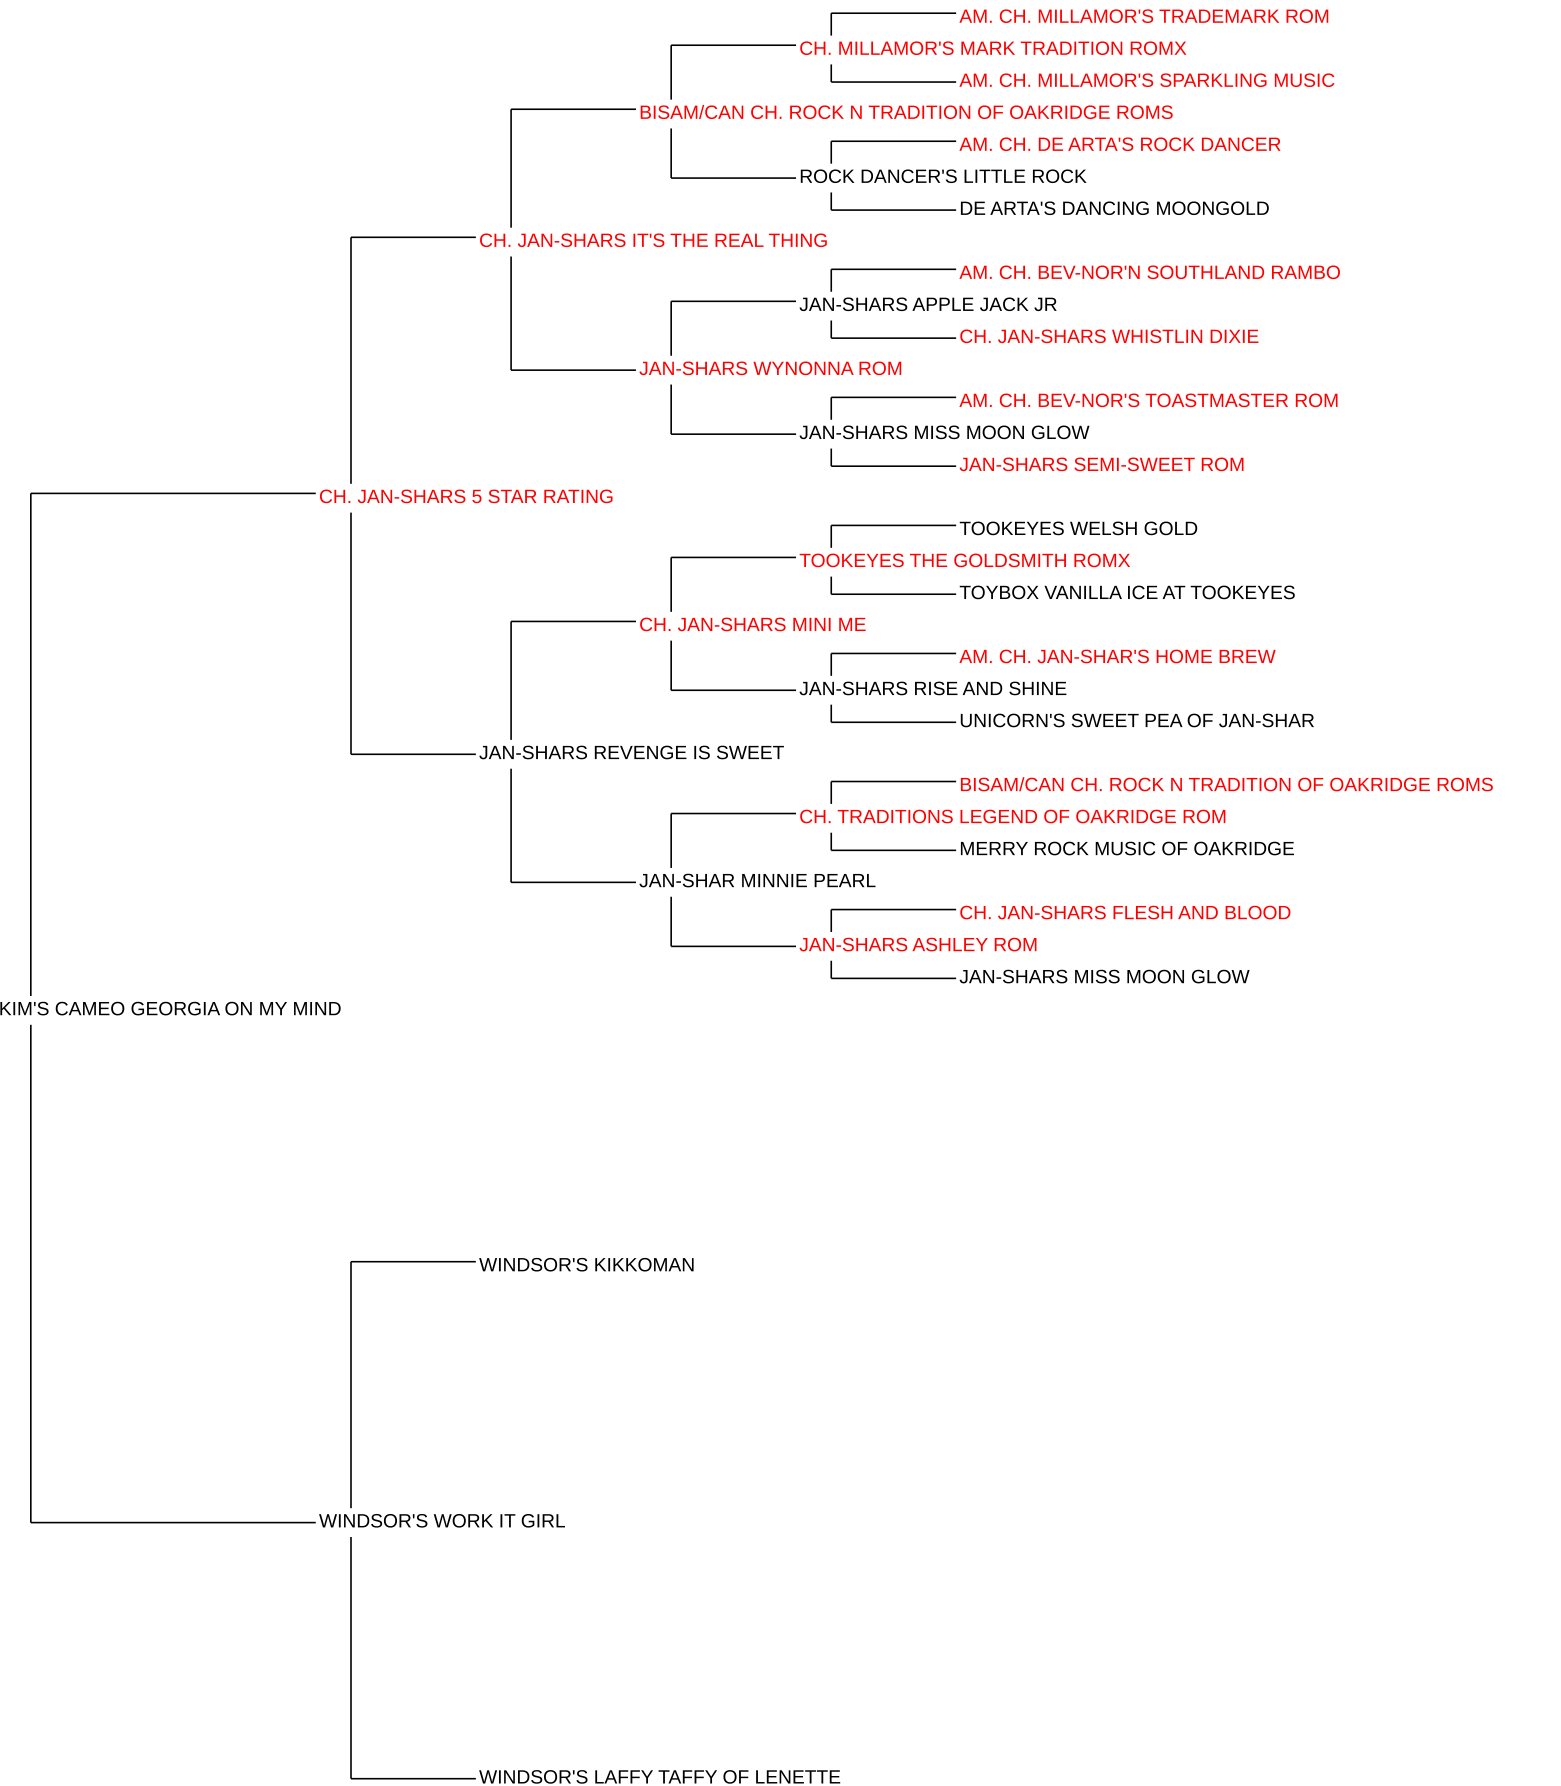 AM. CH. MILLAMOR'S TRADEMARK ROM
CH. MILLAMOR'S MARK TRADITION ROMX
AM. CH. MILLAMOR'S SPARKLING MUSIC
BISAM/CAN CH. ROCK N TRADITION OF OAKRIDGE ROMS
AM. CH. DE ARTA'S ROCK DANCER
ROCK DANCER'S LITTLE ROCK
DE ARTA'S DANCING MOONGOLD
CH. JAN-SHARS IT'S THE REAL THING
AM. CH. BEV-NOR'N SOUTHLAND RAMBO
JAN-SHARS APPLE JACK JR
CH. JAN-SHARS WHISTLIN DIXIE
JAN-SHARS WYNONNA ROM
AM. CH. BEV-NOR'S TOASTMASTER ROM
JAN-SHARS MISS MOON GLOW
JAN-SHARS SEMI-SWEET ROM
CH. JAN-SHARS 5 STAR RATING
TOOKEYES WELSH GOLD
TOOKEYES THE GOLDSMITH ROMX
TOYBOX VANILLA ICE AT TOOKEYES
CH. JAN-SHARS MINI ME
AM. CH. JAN-SHAR'S HOME BREW
JAN-SHARS RISE AND SHINE
UNICORN'S SWEET PEA OF JAN-SHAR
JAN-SHARS REVENGE IS SWEET
BISAM/CAN CH. ROCK N TRADITION OF OAKRIDGE ROMS
CH. TRADITIONS LEGEND OF OAKRIDGE ROM
MERRY ROCK MUSIC OF OAKRIDGE
JAN-SHAR MINNIE PEARL
CH. JAN-SHARS FLESH AND BLOOD
JAN-SHARS ASHLEY ROM
JAN-SHARS MISS MOON GLOW
KIM'S CAMEO GEORGIA ON MY MIND
WINDSOR'S KIKKOMAN
WINDSOR'S WORK IT GIRL
WINDSOR'S LAFFY TAFFY OF LENETTE